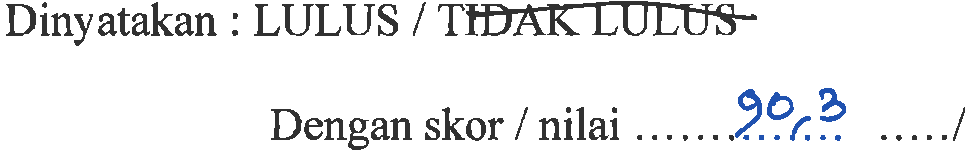 Dinyatakan : LULUS / TIDAK LULUS
Dengan skor / nilai .......90,3... ...../